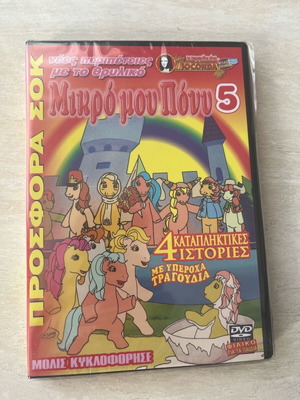 νέες περιπέτειες
με το θρυλικό
Μικρό μου Πόνυ 5
ΠΡΟΣΦΟΡΑ ΣΟΚ
4 ΚΑΤΑΠΛΗΚΤΙΚΕΣ
ΙΣΤΟΡΙΕΣ
ΜΕ ΥΠΕΡΟΧΑ
ΤΡΑΓΟΥΔΙΑ
DVD
VIDEO
ΜΟΛΙΣ ΚΥΚΛΟΦΟΡΗΣΕ